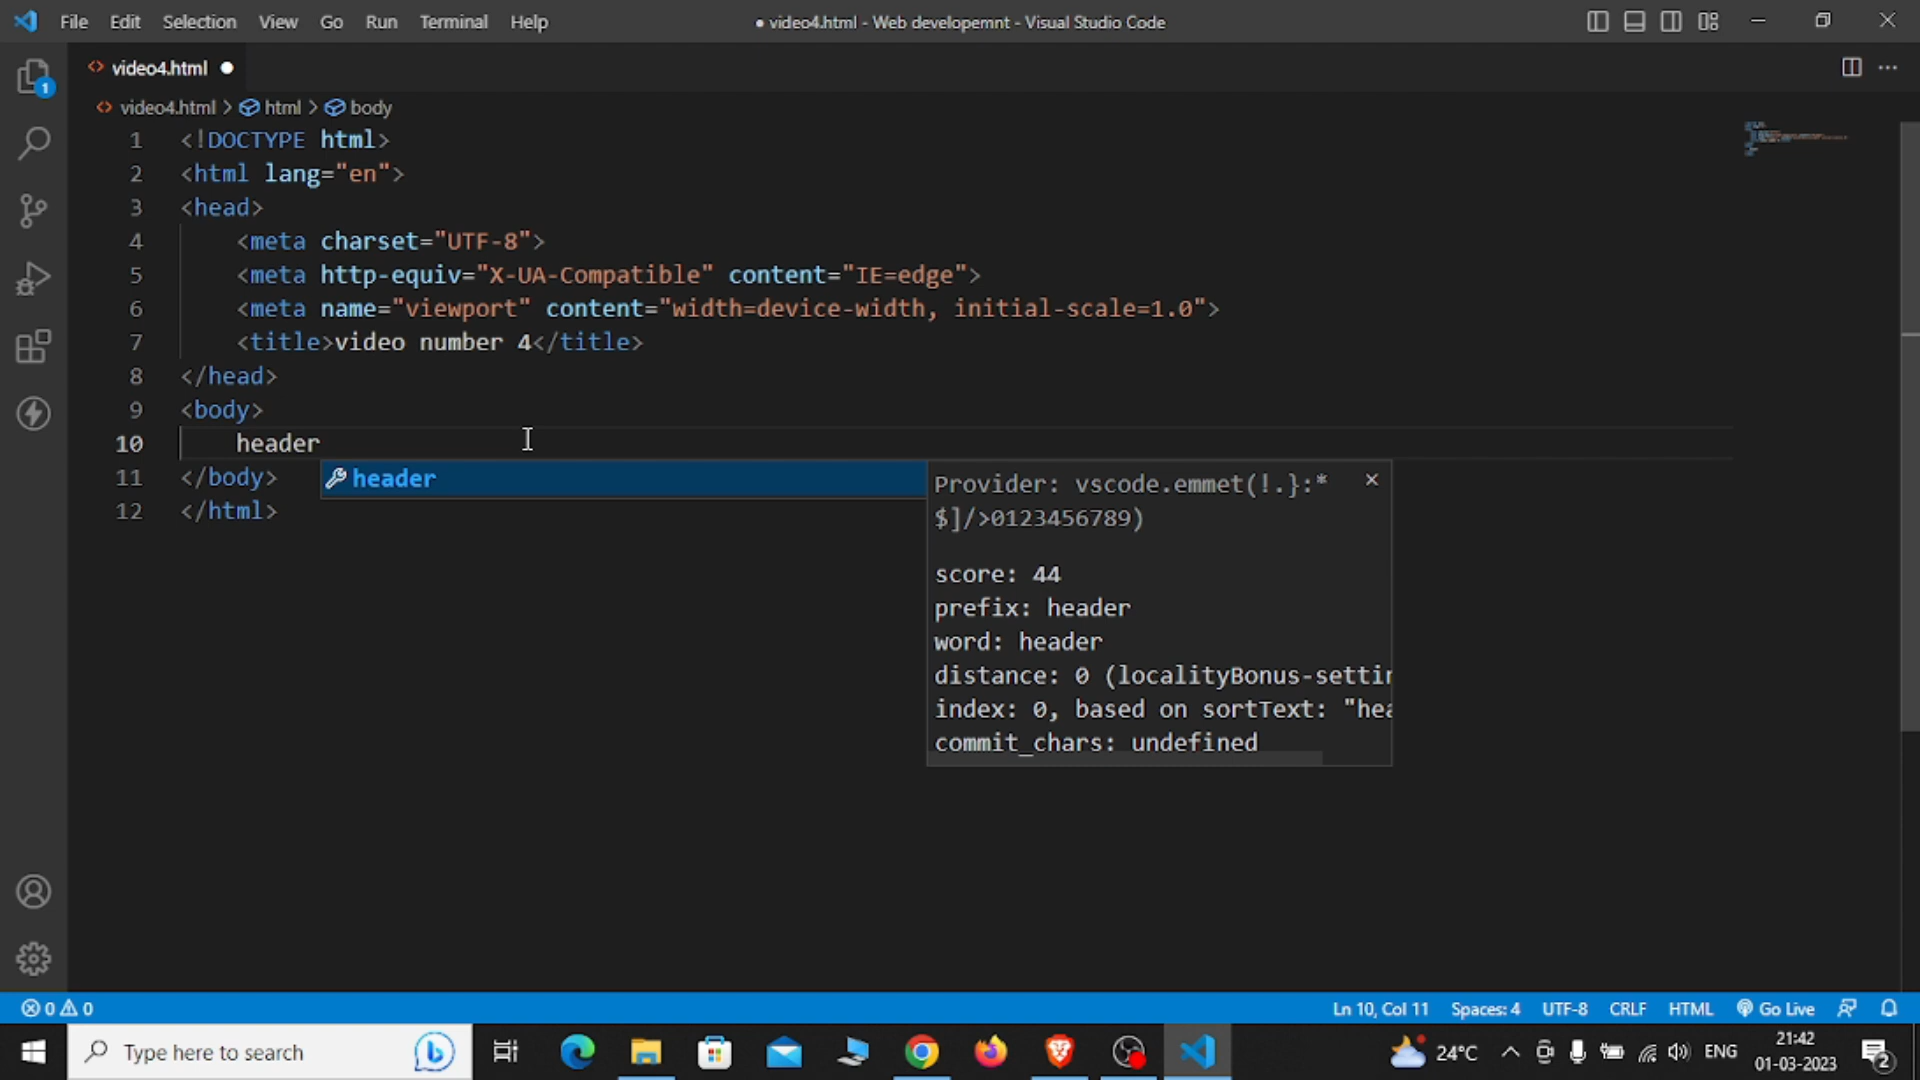 File Edit Selection View Go Run Terminal Help
● video4.html - Web developemnt - Visual Studio Code
video4.html ●
1
video4.html > html > body
1 <!DOCTYPE html>
2 <html lang="en">
3 <head>
4 <meta charset="UTF-8">
5 <meta http-equiv="X-UA-Compatible" content="IE=edge">
6 <meta name="viewport" content="width=device-width, initial-scale=1.0">
7 <title>video number 4</title>
8 </head>
9 <body>
10 header
11 </body>
12 </html>
header
Provider: vscode.emmet(!.}:*
$]/>0123456789)
score: 44
prefix: header
word: header
distance: 0 (locality​Bonus-settin
index: 0, based on sortText: "hea
commit_chars: undefined
0 0
Ln 10, Col 11 Spaces: 4 UTF-8 CRLF HTML Go Live
Type here to search
24°C
ENG
21:42
01-03-2023
2